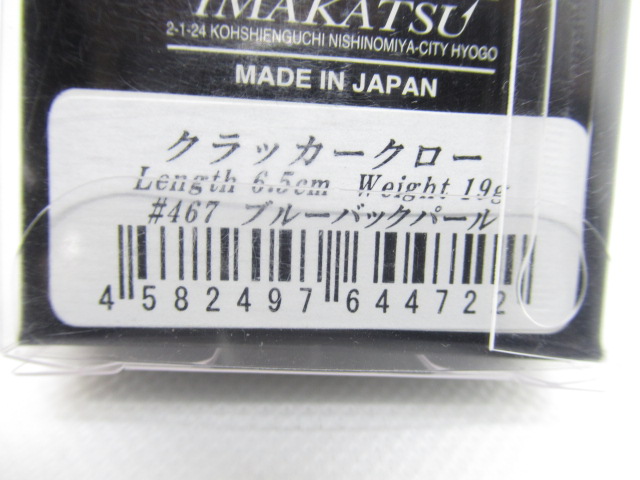 IMAKATSU
2-1-24 KOHSHIENGUCHI NISHINOMIYA-CITY HYOGO
MADE IN JAPAN
クラッカークロー
Length 6.5cm Weight 19g
#467 ブルーバックパール
4 582497 644722